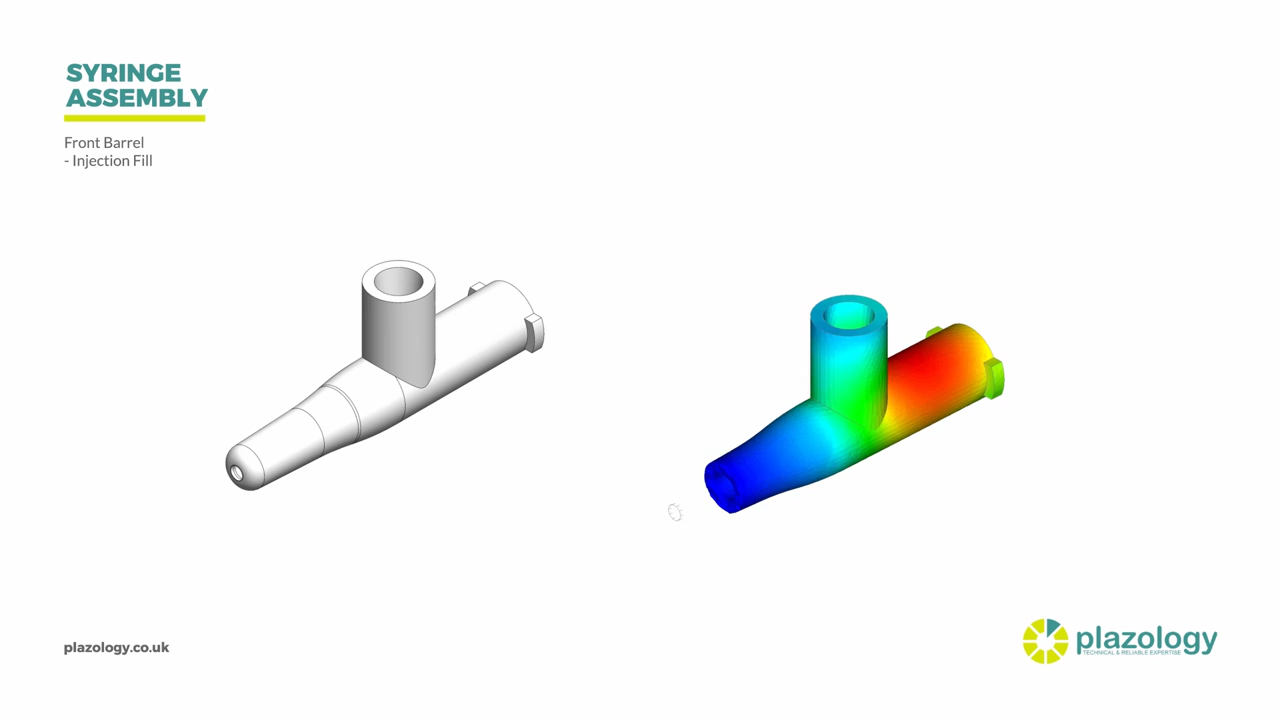 SYRINGE
ASSEMBLY
Front Barrel
- Injection Fill
plazology.co.uk
plazology
TECHNICAL & RELIABLE EXPERTISE